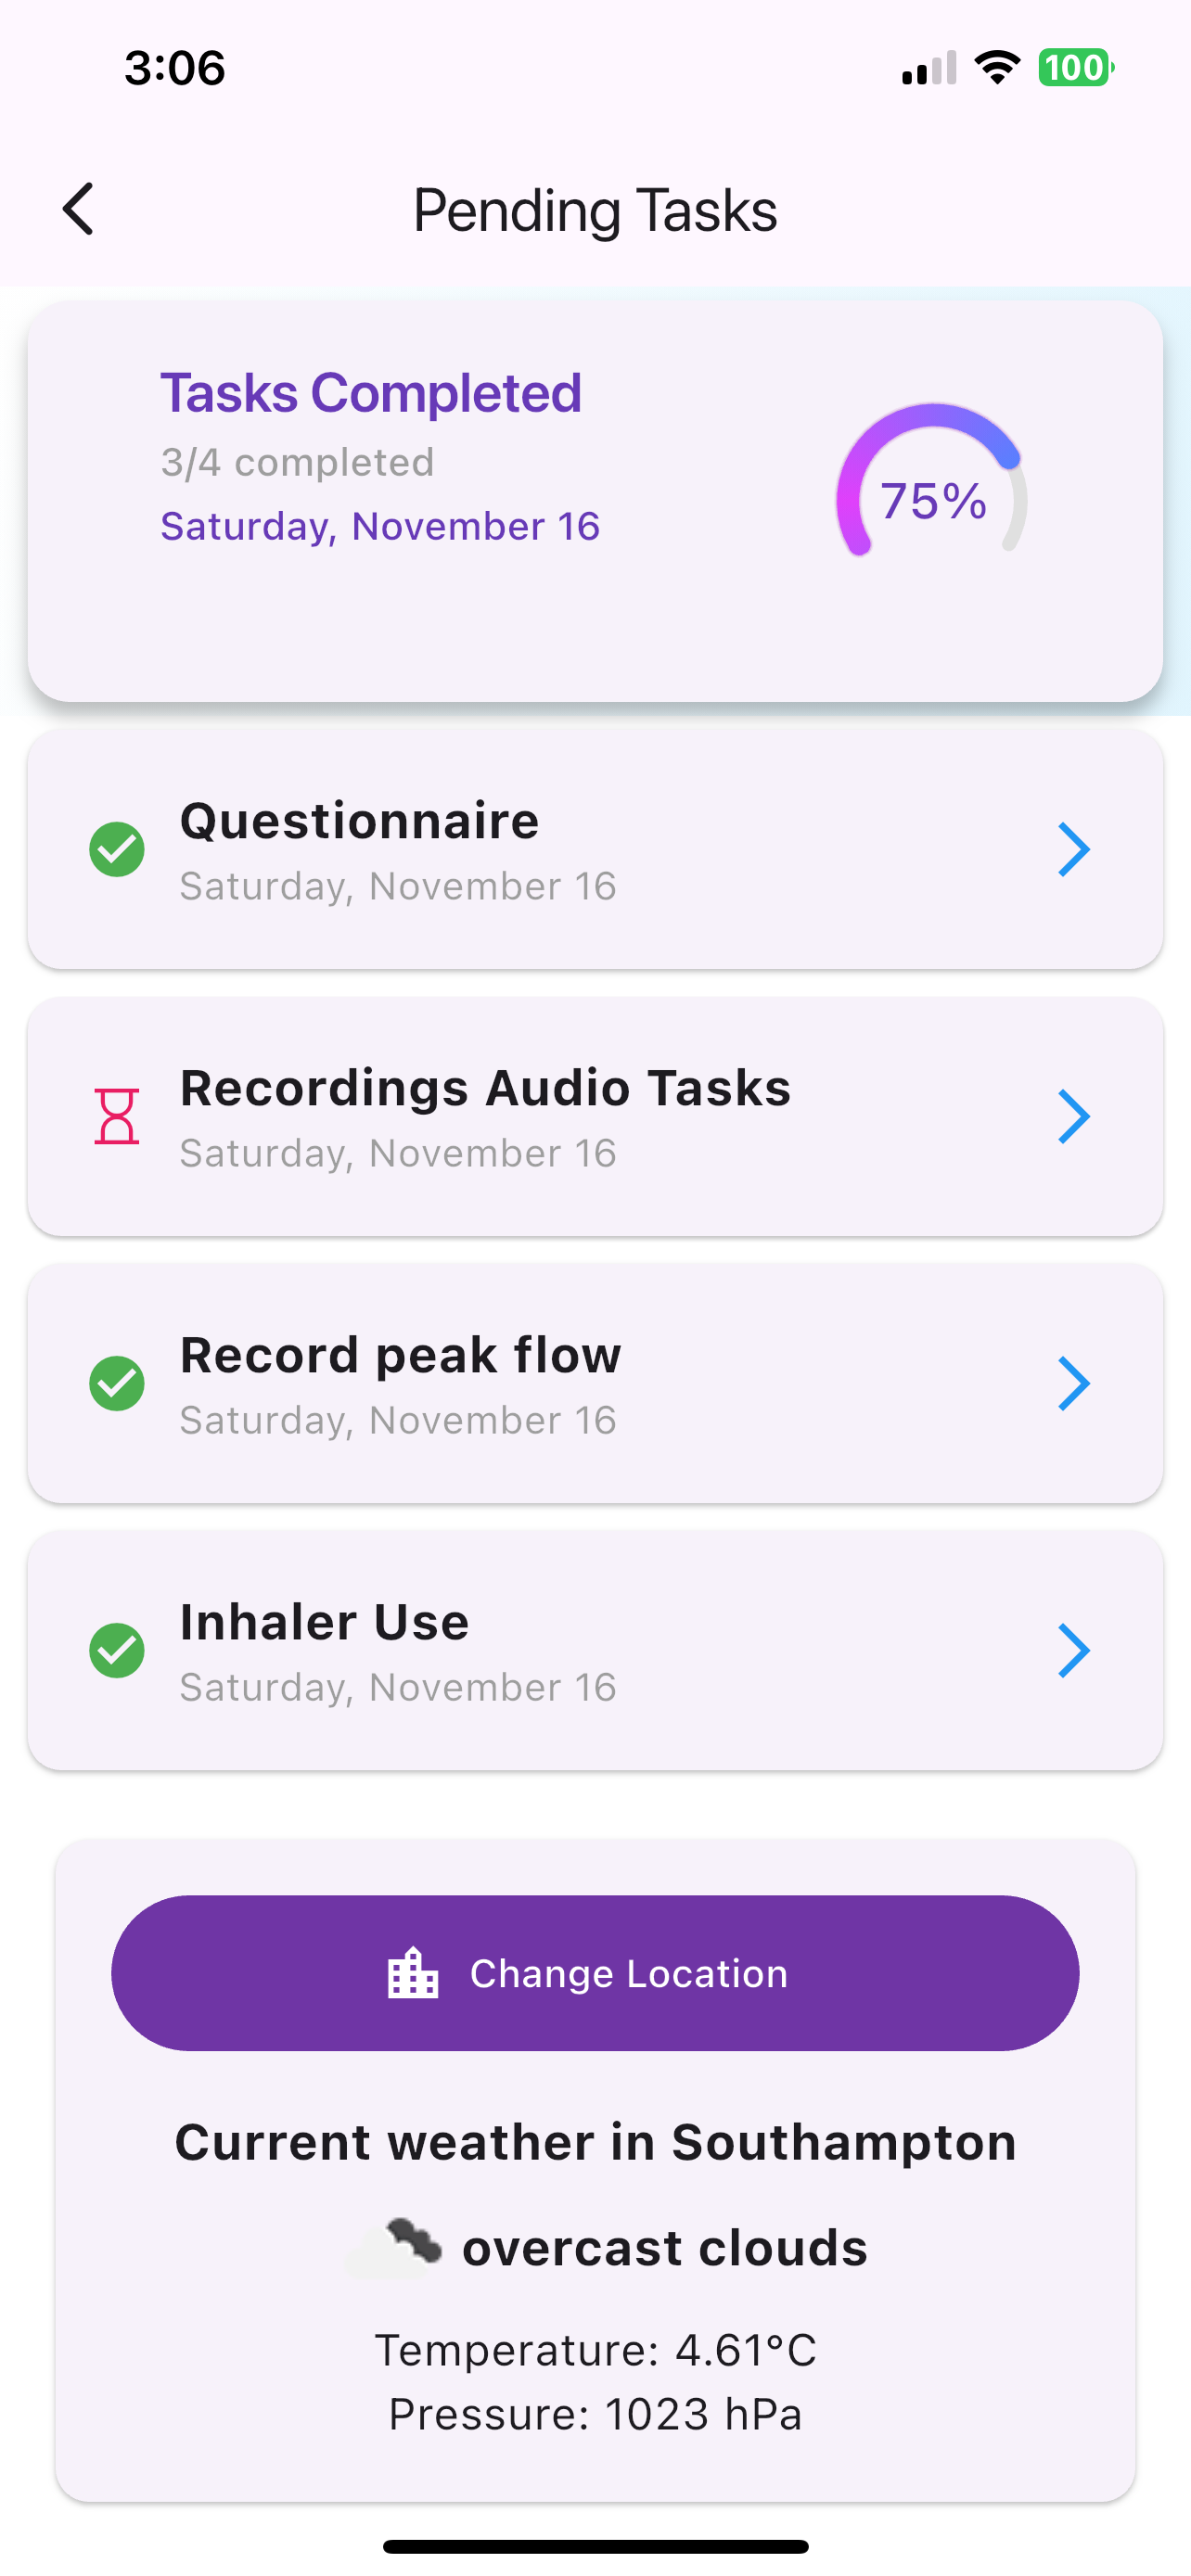 3:06
100
Pending Tasks
Tasks Completed
3/4 completed
Saturday, November 16
75%
Questionnaire
Saturday, November 16
Recordings Audio Tasks
Saturday, November 16
Record peak flow
Saturday, November 16
Inhaler Use
Saturday, November 16
Change Location
Current weather in Southampton
overcast clouds
Temperature: 4.61°C
Pressure: 1023 hPa